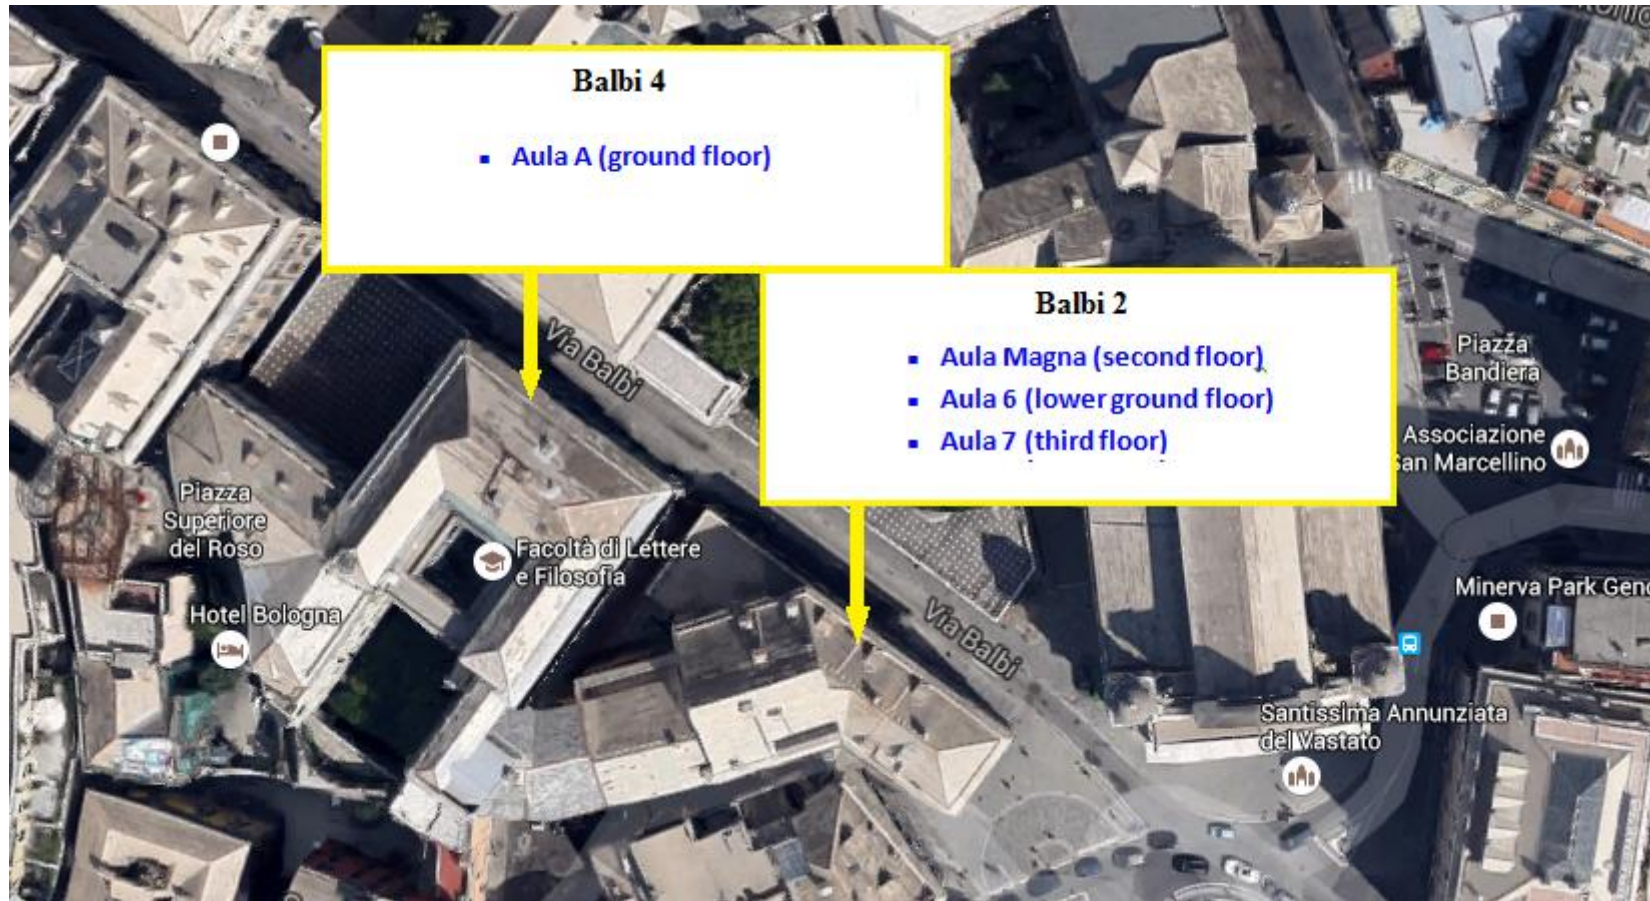 Balbi 4
▪ Aula A (ground floor)
Via Balbi
Balbi 2
▪ Aula Magna (second floor)
▪ Aula 6 (lower ground floor)
▪ Aula 7 (third floor)
Piazza
Bandiera
Associazione
San Marcellino
Piazza
Superiore
del Roso
Facoltà di Lettere
e Filosofia
Hotel Bologna
Via Balbi
Minerva Park Geno
Santissima Annunziata
del Vastato